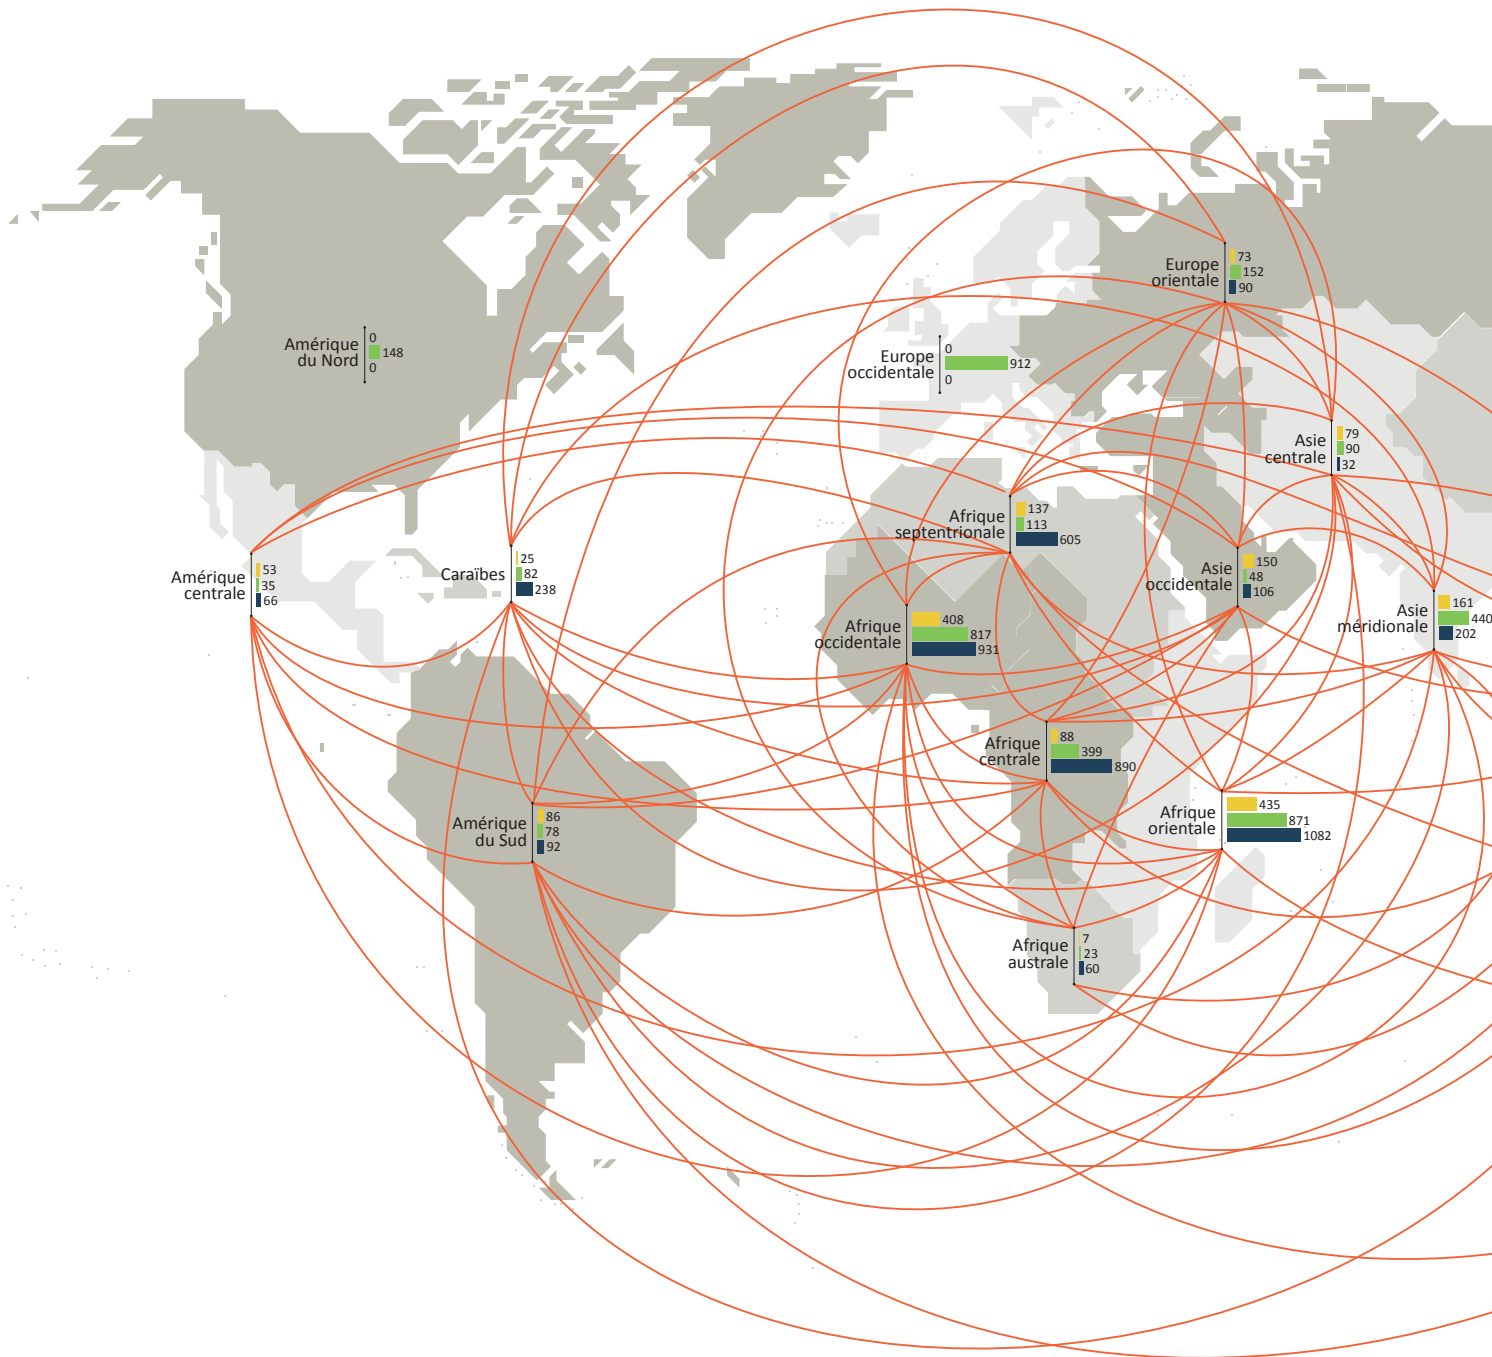 Europe
orientale
73
152
90
Amérique
du Nord
0
148
0
Europe
occidentale
0
912
0
Asie
centrale
79
90
32
Afrique
septentrionale
137
113
605
Amérique
centrale
53
35
66
Caraïbes
25
82
238
Asie
occidentale
150
48
106
Afrique
occidentale
408
817
931
Asie
méridionale
161
440
202
Afrique
centrale
88
399
890
Amérique
du Sud
86
78
92
Afrique
orientale
435
871
1082
Afrique
australe
7
23
60